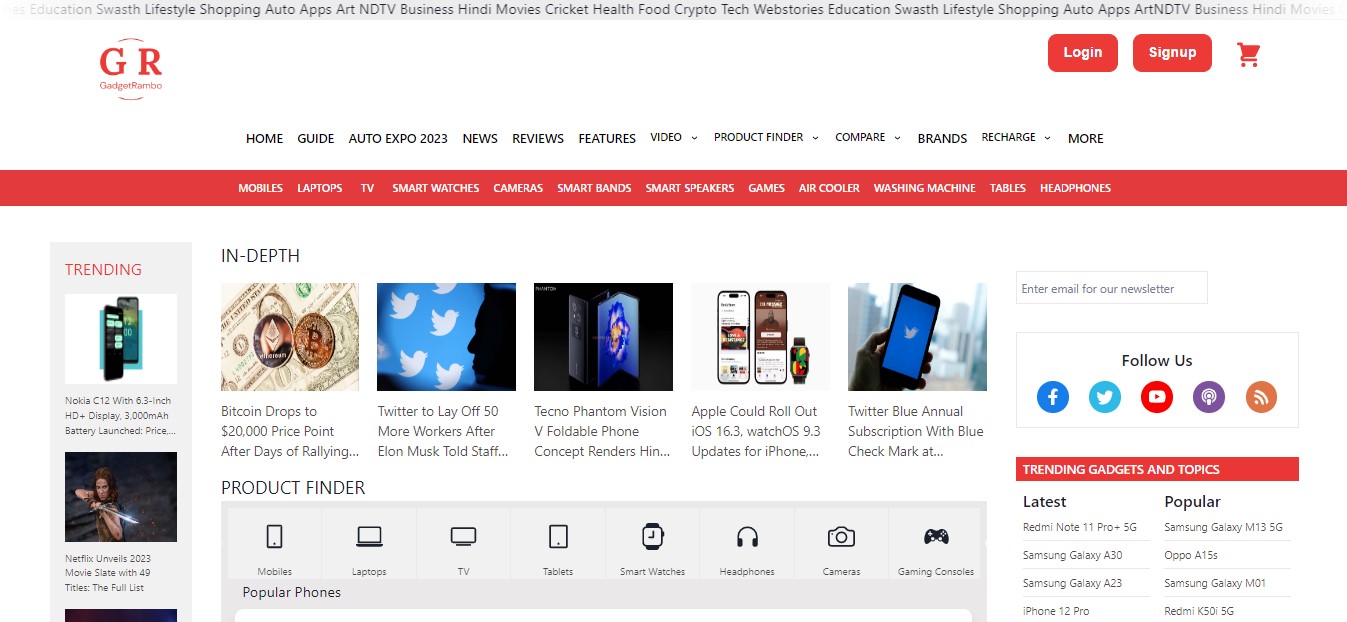 Education Swasth Lifestyle Shopping Auto Apps Art NDTV Business Hindi Movies Cricket Health Food Crypto Tech Webstories Education Swasth Lifestyle Shopping Auto Apps ArtNDTV Business Hindi Movies
G R
GadgetRambo
Login
Signup
HOME GUIDE AUTO EXPO 2023 NEWS REVIEWS FEATURES VIDEO PRODUCT FINDER COMPARE BRANDS RECHARGE MORE
MOBILES LAPTOPS TV SMART WATCHES CAMERAS SMART BANDS SMART SPEAKERS GAMES AIR COOLER WASHING MACHINE TABLES HEADPHONES
TRENDING
Nokia C12 With 6.3-Inch
HD+ Display, 3,000mAh
Battery Launched: Price,...
Netflix Unveils 2023
Movie Slate with 49
Titles: The Full List
IN-DEPTH
Bitcoin Drops to
$20,000 Price Point
After Days of Rallying...
Twitter to Lay Off 50
More Workers After
Elon Musk Told Staff...
PHANTOM
Tecno Phantom Vision
V Foldable Phone
Concept Renders Hin...
Apple Could Roll Out
iOS 16.3, watchOS 9.3
Updates for iPhone,...
Twitter Blue Annual
Subscription With Blue
Check Mark at...
PRODUCT FINDER
Mobiles
Laptops
TV
Tablets
Smart Watches
Headphones
Cameras
Gaming Consoles
Popular Phones
Enter email for our newsletter
Follow Us
TRENDING GADGETS AND TOPICS
Latest
Redmi Note 11 Pro+ 5G
Samsung Galaxy A30
Samsung Galaxy A23
iPhone 12 Pro
Popular
Samsung Galaxy M13 5G
Oppo A15s
Samsung Galaxy M01
Redmi K50i 5G